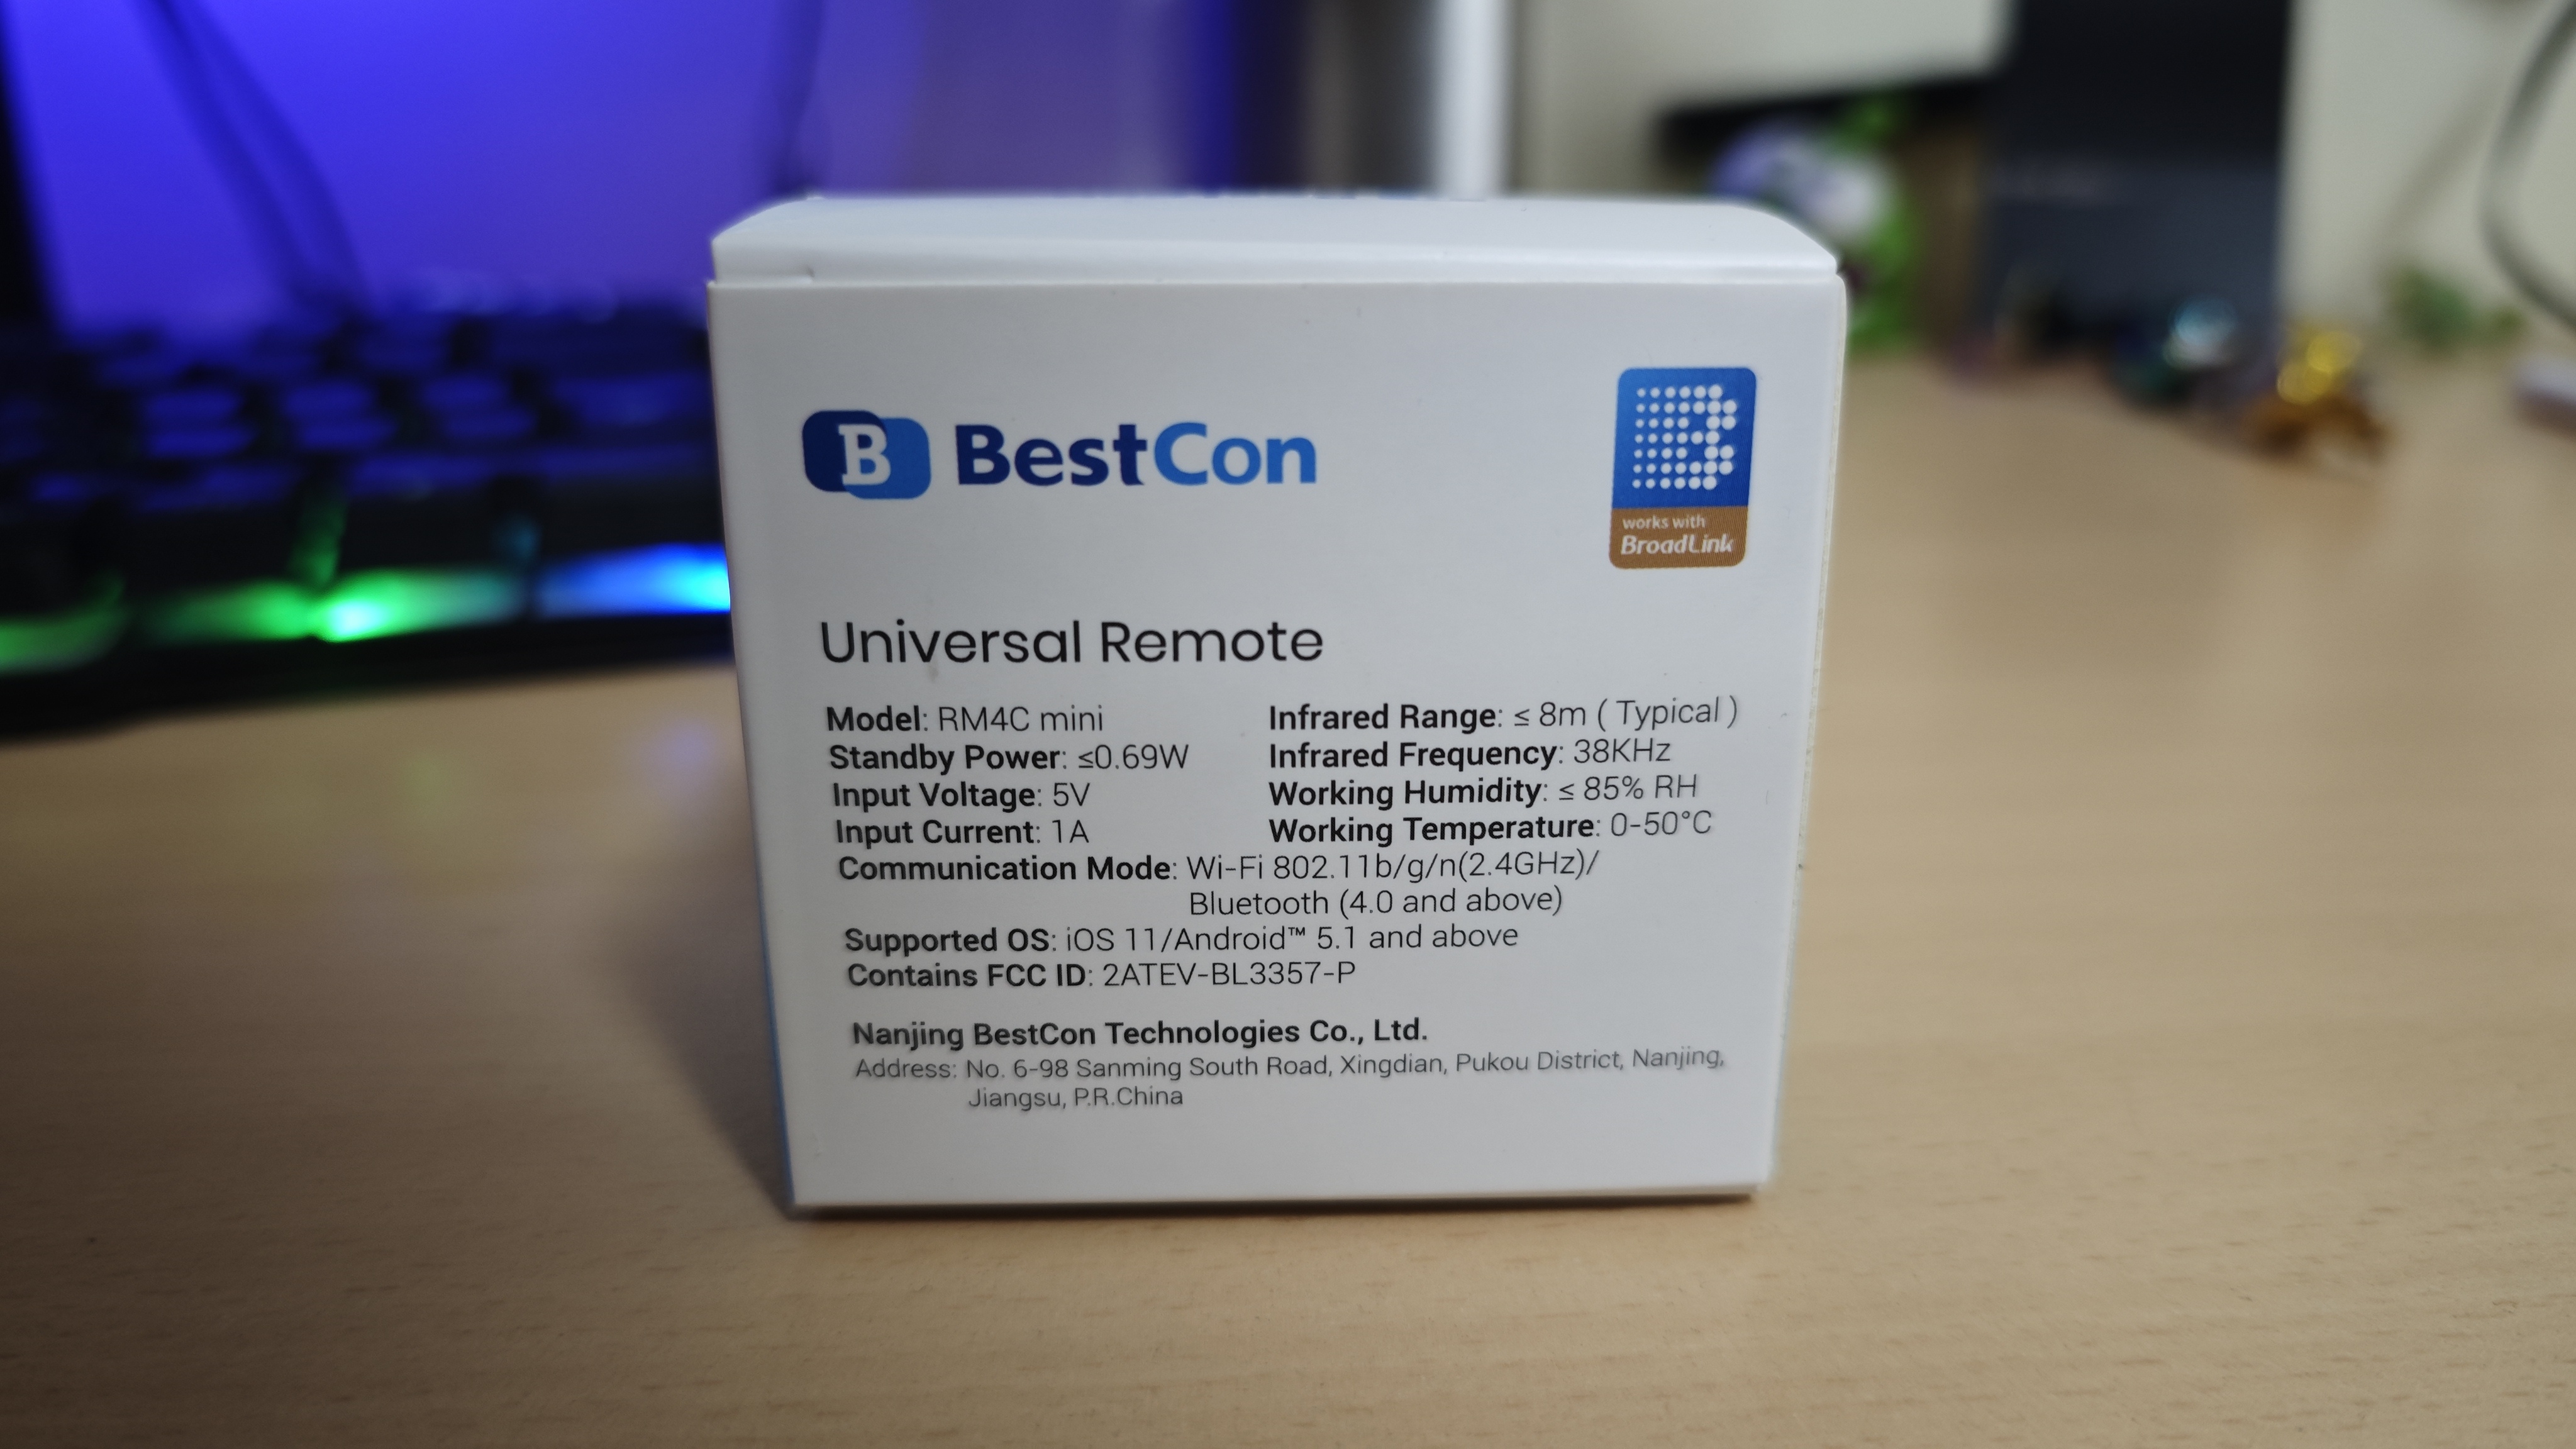 B BestCon
works with
BroadLink
Universal Remote
Model: RM4C mini
Standby Power: ≤0.69W
Input Voltage: 5V
Input Current: 1A
Infrared Range: ≤ 8m ( Typical )
Infrared Frequency: 38KHz
Working Humidity: ≤ 85% RH
Working Temperature: 0-50°C
Communication Mode: Wi-Fi 802.11b/g/n(2.4GHz)/
Bluetooth (4.0 and above)
Supported OS: iOS 11/Android™ 5.1 and above
Contains FCC ID: 2ATEV-BL3357-P
Nanjing BestCon Technologies Co., Ltd.
Address: No. 6-98 Sanming South Road, Xingdian, Pukou District, Nanjing,
Jiangsu, P.R.China